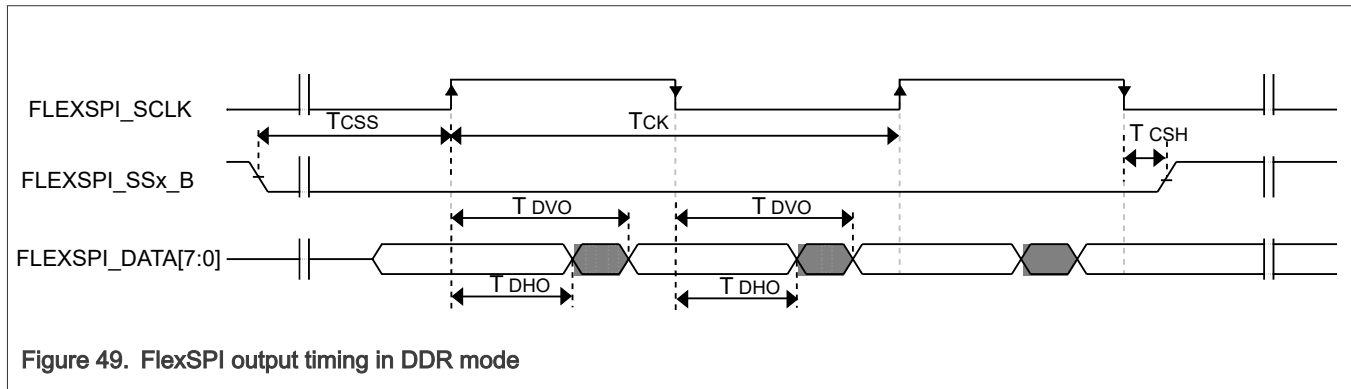 FLEXSPI_SCLK
TCSS
TCK
T CSH
FLEXSPI_SSx_B
T DVO
T DVO
FLEXSPI_DATA[7:0]
T DHO
T DHO
Figure 49. FlexSPI output timing in DDR mode